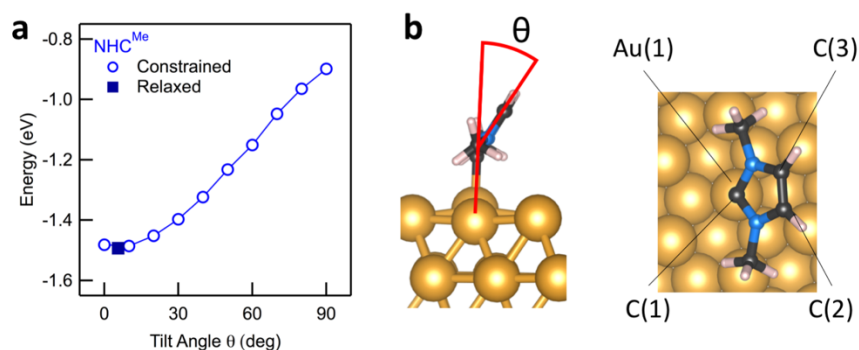 a
NHC^Me
Constrained
Relaxed
-0.8
-1.0
-1.2
-1.4
-1.6
Energy (eV)
0 30 60 90
Tilt Angle θ (deg)
b
θ
Au(1) C(3)
C(1) C(2)